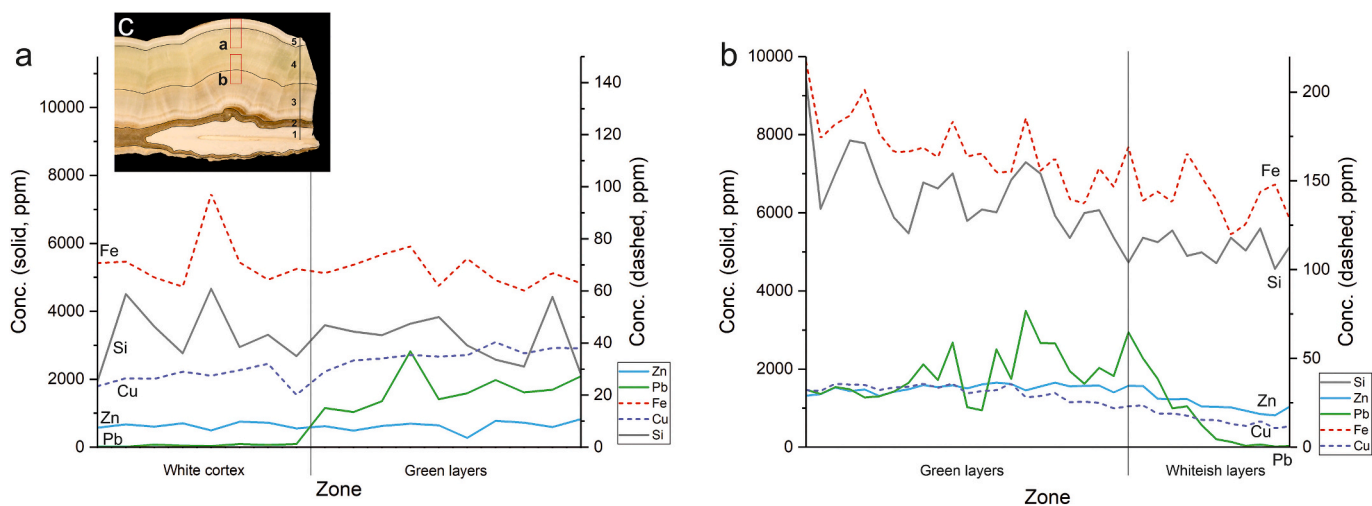 a
Conc. (solid, ppm)
10000
8000
6000
4000
2000
0
Fe
Si
Cu
Zn
Pb
c
a
b
5
4
3
2
1
140
120
100
80
60
40
20
0
Conc. (dashed, ppm)
Zn
Pb
Fe
Cu
Si
White cortex
Green layers
Zone
b
Conc. (solid, ppm)
10000
8000
6000
4000
2000
0
Fe
Si
Zn
Cu
Pb
200
150
100
50
0
Conc. (dashed, ppm)
Si
Zn
Pb
Fe
Cu
Green layers
Whiteish layers
Zone